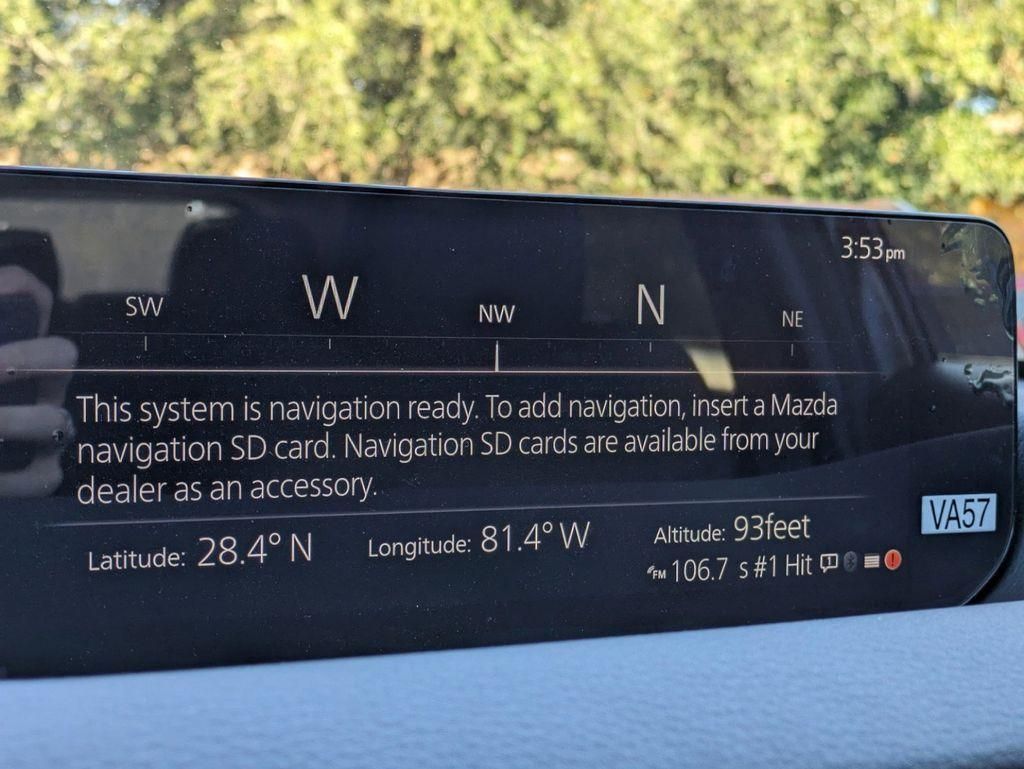 3:53pm
SW W NW N NE
This system is navigation ready. To add navigation, insert a Mazda
navigation SD card. Navigation SD cards are available from your
dealer as an accessory.
VA57
Latitude: 28.4° N Longitude: 81.4° W Altitude: 93feet
FM 106.7 s #1 Hit